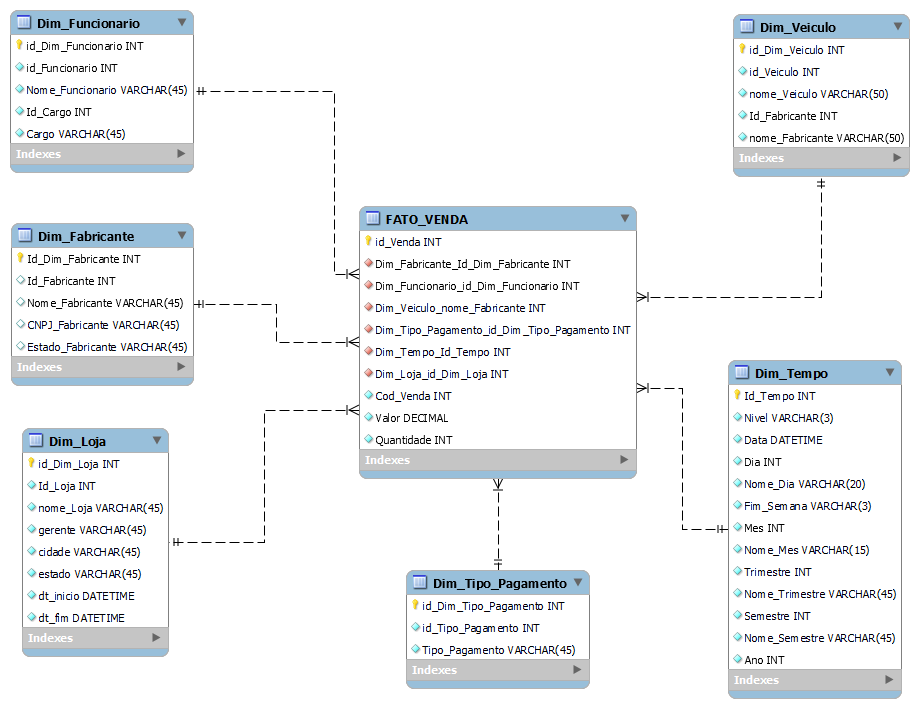 Dim_Funcionario
id_Dim_Funcionario INT
id_Funcionario INT
Nome_Funcionario VARCHAR(45)
Id_Cargo INT
Cargo VARCHAR(45)
Indexes
Dim_Veiculo
id_Dim_Veiculo INT
id_Veiculo INT
nome_Veiculo VARCHAR(50)
Id_Fabricante INT
nome_Fabricante VARCHAR(50)
Indexes
Dim_Fabricante
Id_Dim_Fabricante INT
Id_Fabricante INT
Nome_Fabricante VARCHAR(45)
CNPJ_Fabricante VARCHAR(45)
Estado_Fabricante VARCHAR(45)
Indexes
FATO_VENDA
id_Venda INT
Dim_Fabricante_Id_Dim_Fabricante INT
Dim_Funcionario_id_Dim_Funcionario INT
Dim_Veiculo_nome_Fabricante INT
Dim_Tipo_Pagamento_id_Dim_Tipo_Pagamento INT
Dim_Tempo_Id_Tempo INT
Dim_Loja_id_Dim_Loja INT
Cod_Venda INT
Valor DECIMAL
Quantidade INT
Indexes
Dim_Loja
id_Dim_Loja INT
Id_Loja INT
nome_Loja VARCHAR(45)
gerente VARCHAR(45)
cidade VARCHAR(45)
estado VARCHAR(45)
dt_inicio DATETIME
dt_fim DATETIME
Indexes
Dim_Tipo_Pagamento
id_Dim_Tipo_Pagamento INT
id_Tipo_Pagamento INT
Tipo_Pagamento VARCHAR(45)
Indexes
Dim_Tempo
Id_Tempo INT
Nivel VARCHAR(3)
Data DATETIME
Dia INT
Nome_Dia VARCHAR(20)
Fim_Semana VARCHAR(3)
Mes INT
Nome_Mes VARCHAR(15)
Trimestre INT
Nome_Trimestre VARCHAR(45)
Semestre INT
Nome_Semestre VARCHAR(45)
Ano INT
Indexes